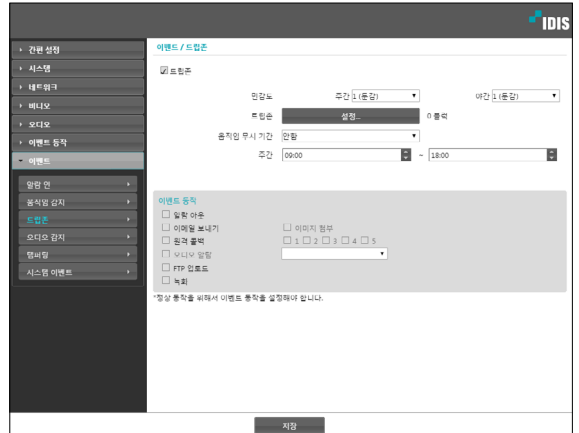 IDIS
간편 설정
시스템
네트워크
비디오
오디오
이벤트 동작
이벤트
알람 인
움직임 감지
트립존
오디오 감지
탬퍼링
시스템 이벤트
이벤트 / 트립존
트립존
민감도 주간 1 (둔감) 야간 1 (둔감)
트립존 설정... 0 블럭
움직임 무시 기간 안함
주간 09:00 ~ 18:00
이벤트 동작
알람 아웃
이메일 보내기 이미지 첨부
원격 콜백 1 2 3 4 5
오디오 알람
FTP 업로드
녹화
*정상 동작을 위해서 이벤트 동작을 설정해야 합니다.
저장